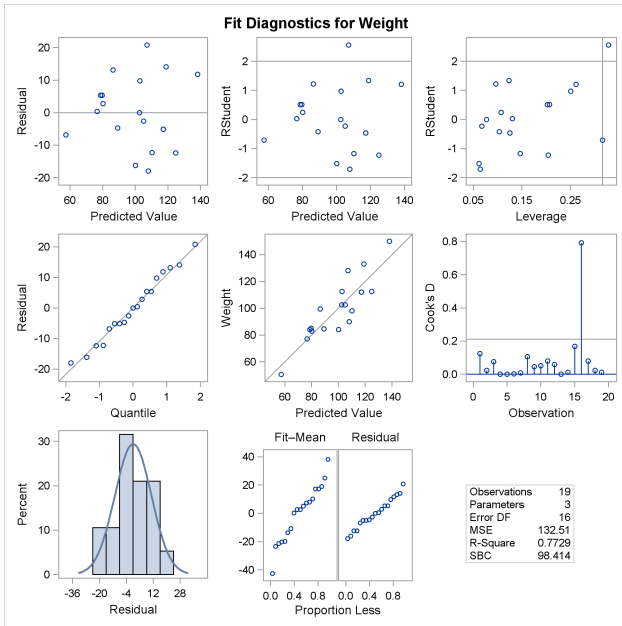 Fit Diagnostics for Weight
20
10
0
-10
-20
Residual
60 80 100 120 140
Predicted Value
2
1
0
-1
-2
RStudent
60 80 100 120 140
Predicted Value
2
1
0
-1
-2
RStudent
0.05 0.15 0.25
Leverage
20
10
0
-10
-20
Residual
-2 -1 0 1 2
Quantile
140
120
100
80
60
Weight
60 80 100 120 140
Predicted Value
0.8
0.6
0.4
0.2
0.0
Cook's D
0 5 10 15 20
Observation
30
20
10
0
Percent
-36 -20 -4 12 28
Residual
Fit–Mean Residual
40
20
0
-20
-40
0.0 0.4 0.8 0.0 0.4 0.8
Proportion Less
Observations 19
Parameters 3
Error DF 16
MSE 132.51
R-Square 0.7729
SBC 98.414